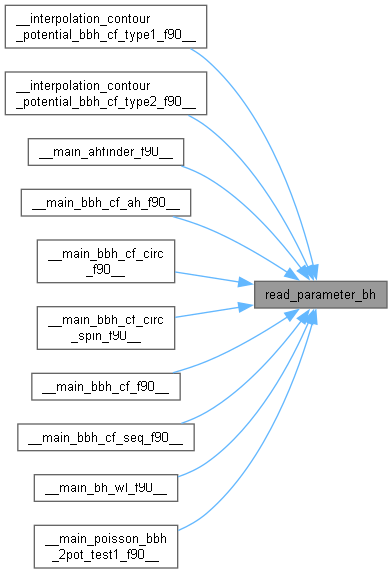 __interpolation_contour
_potential_bbh_cf_type1_f90__
__interpolation_contour
_potential_bbh_cf_type2_f90__
__main_ahfinder_f90__
__main_bbh_cf_ah_f90__
__main_bbh_cf_circ
_f90__
read_parameter_bh
__main_bbh_cf_circ
_spin_f90__
__main_bbh_cf_f90__
__main_bbh_cf_seq_f90__
__main_bh_wl_f90__
__main_poisson_bbh
_2pot_test1_f90__